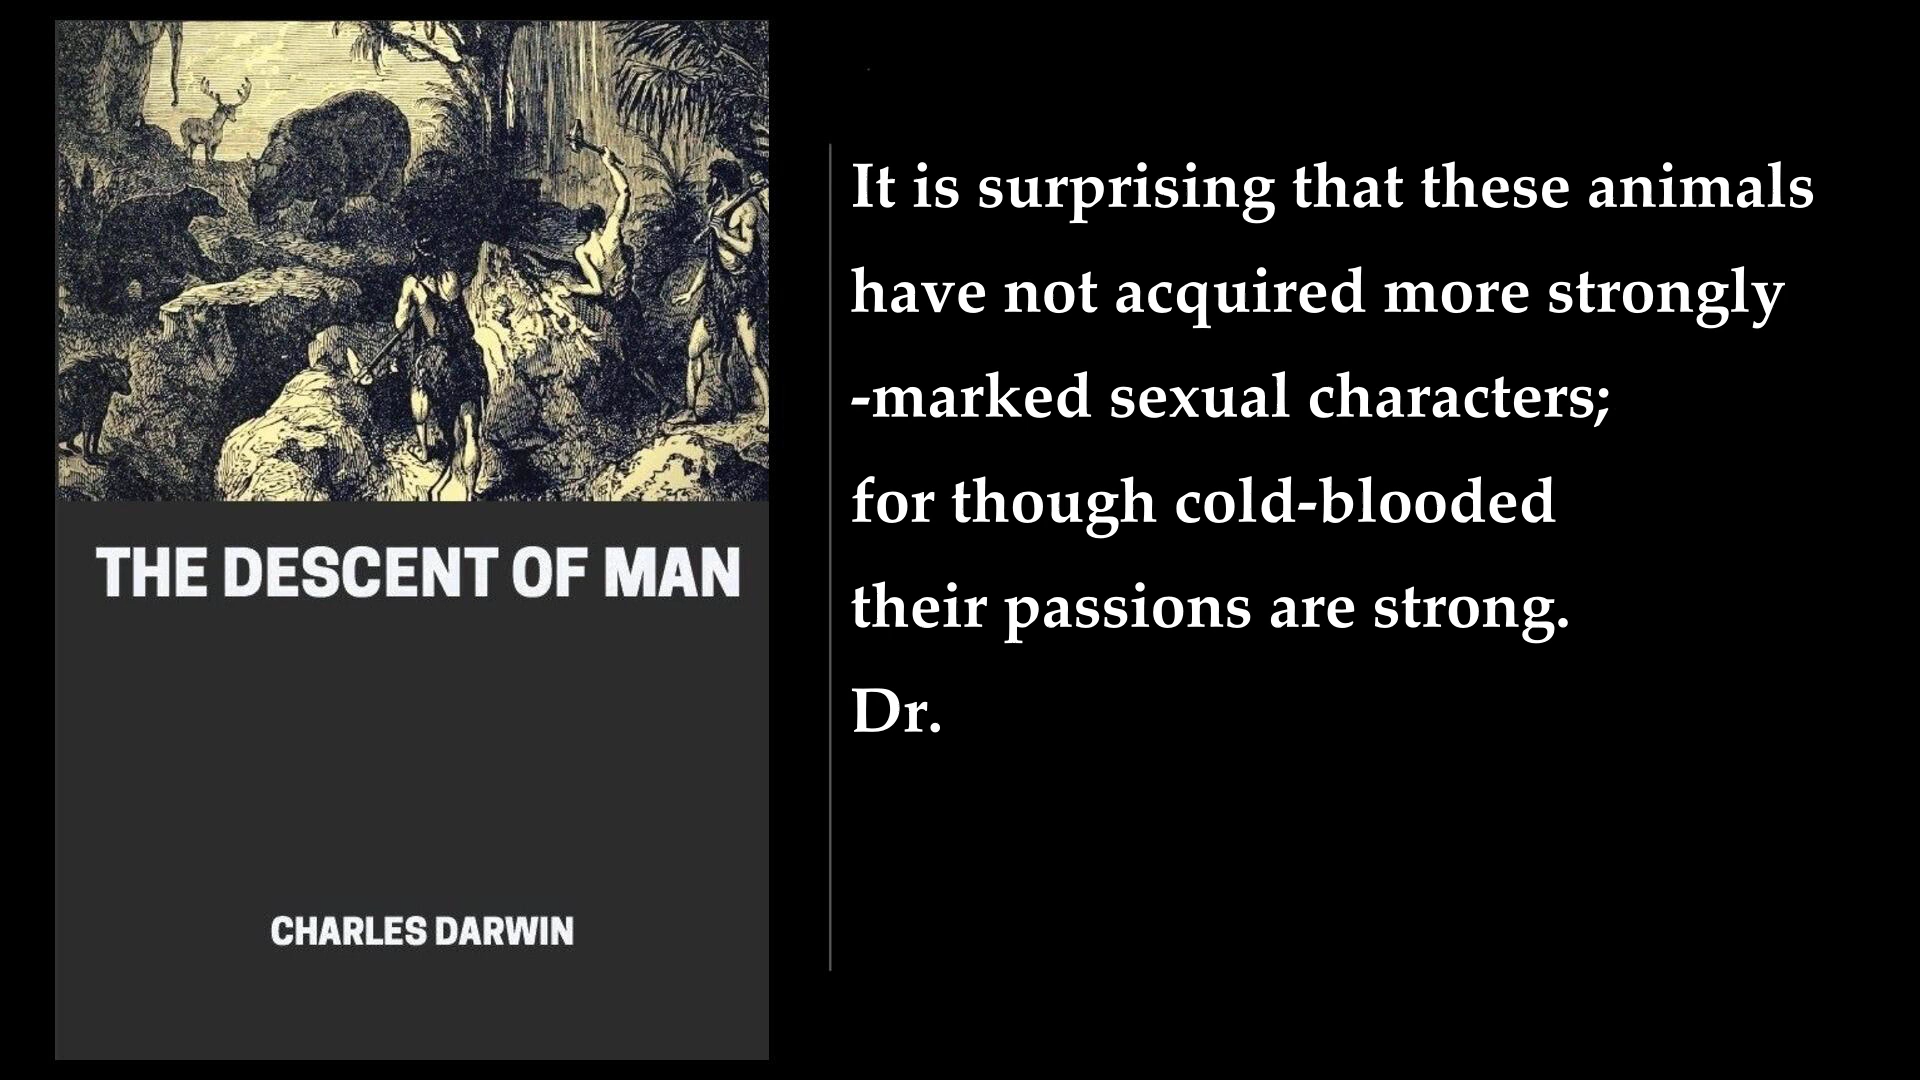 THE DESCENT OF MAN
CHARLES DARWIN
It is surprising that these animals
have not acquired more strongly
-marked sexual characters;
for though cold-blooded
their passions are strong.
Dr.